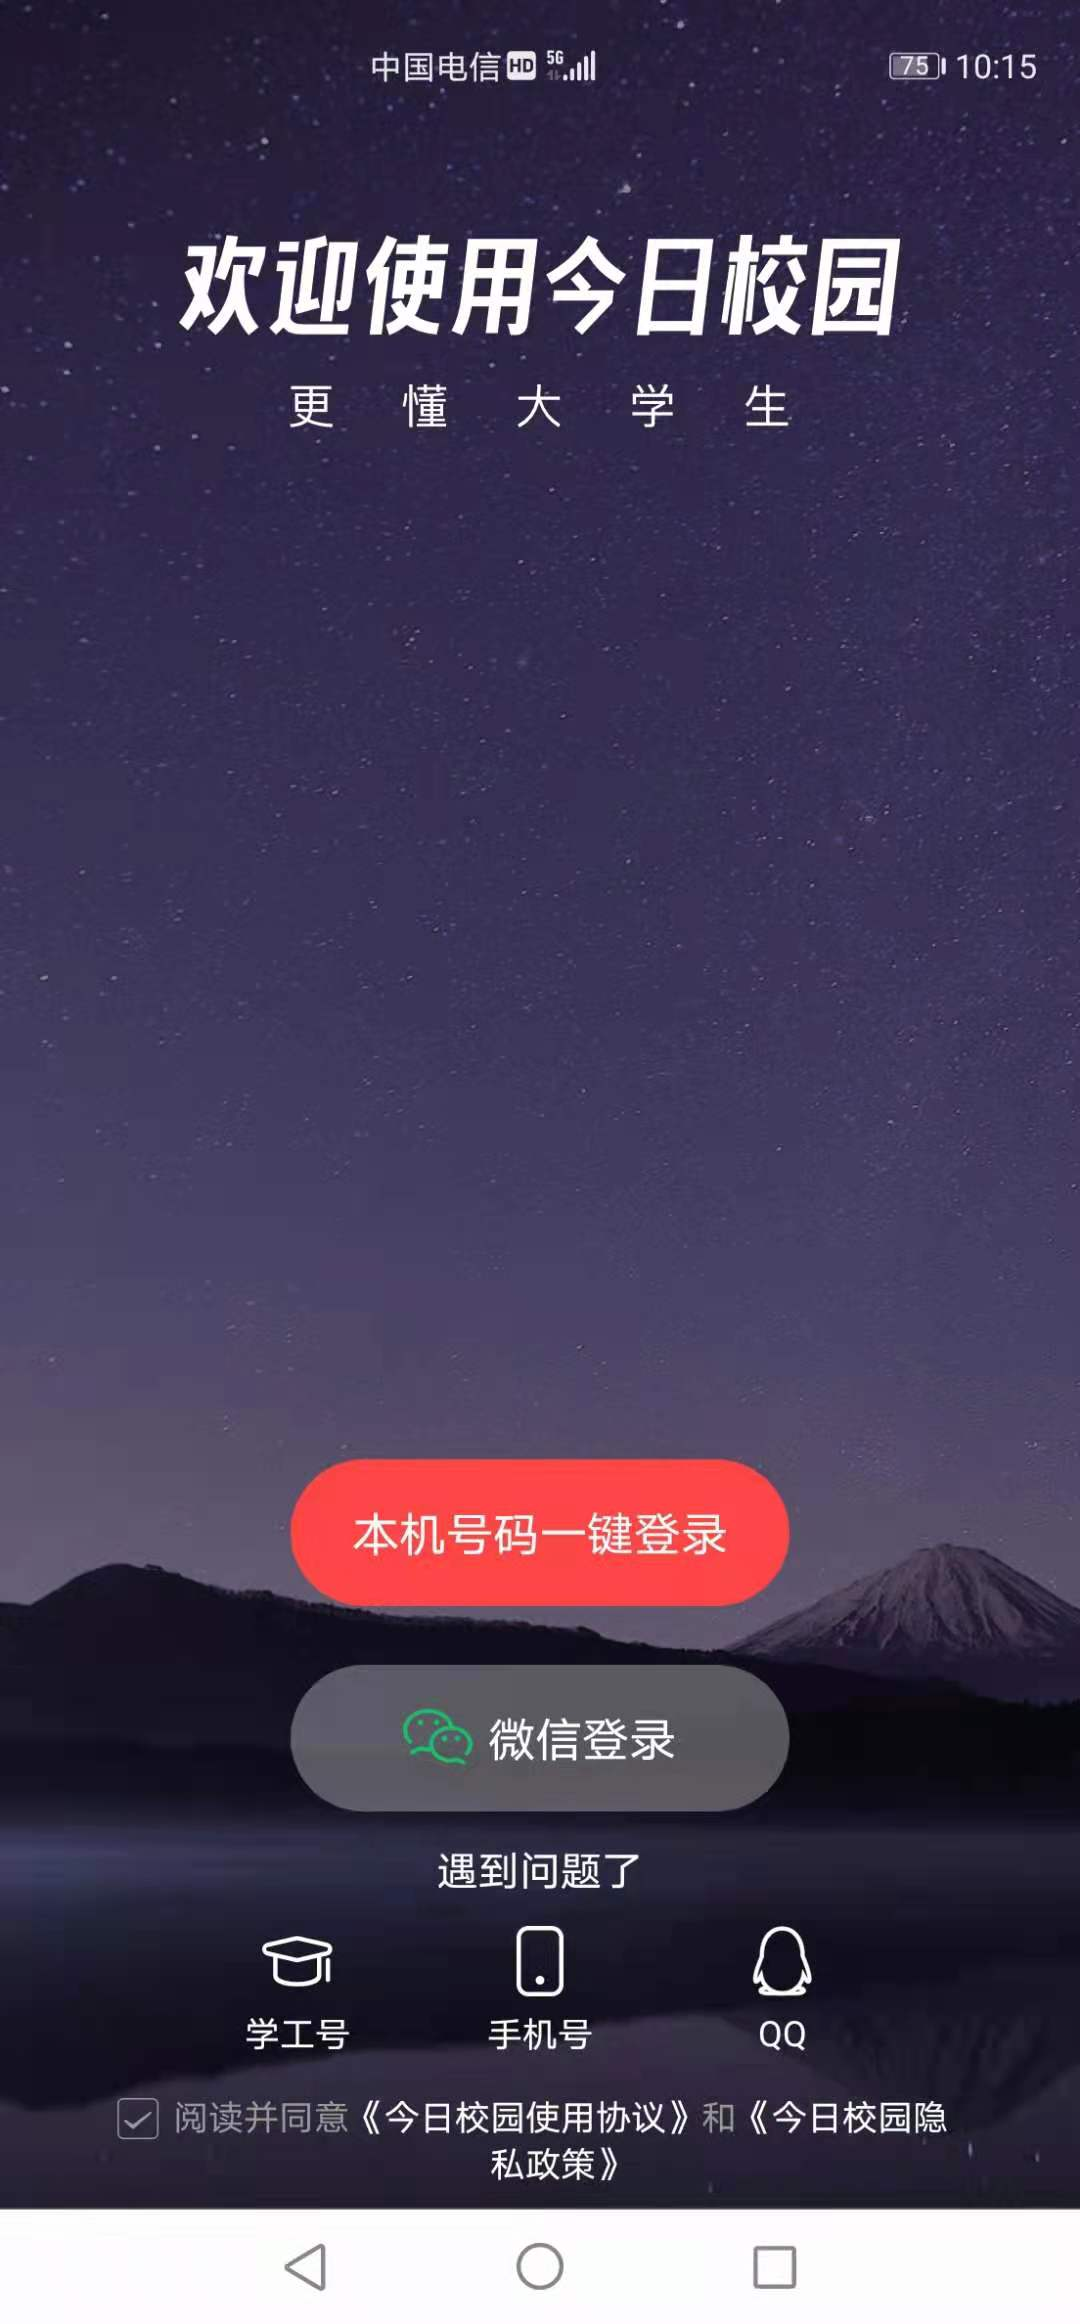 中国电信 HD 5G 75 10:15
欢迎使用今日校园
更懂大学生
本机号码一键登录
微信登录
遇到问题了
学工号 手机号 QQ
阅读并同意《今日校园使用协议》和《今日校园隐
私政策》